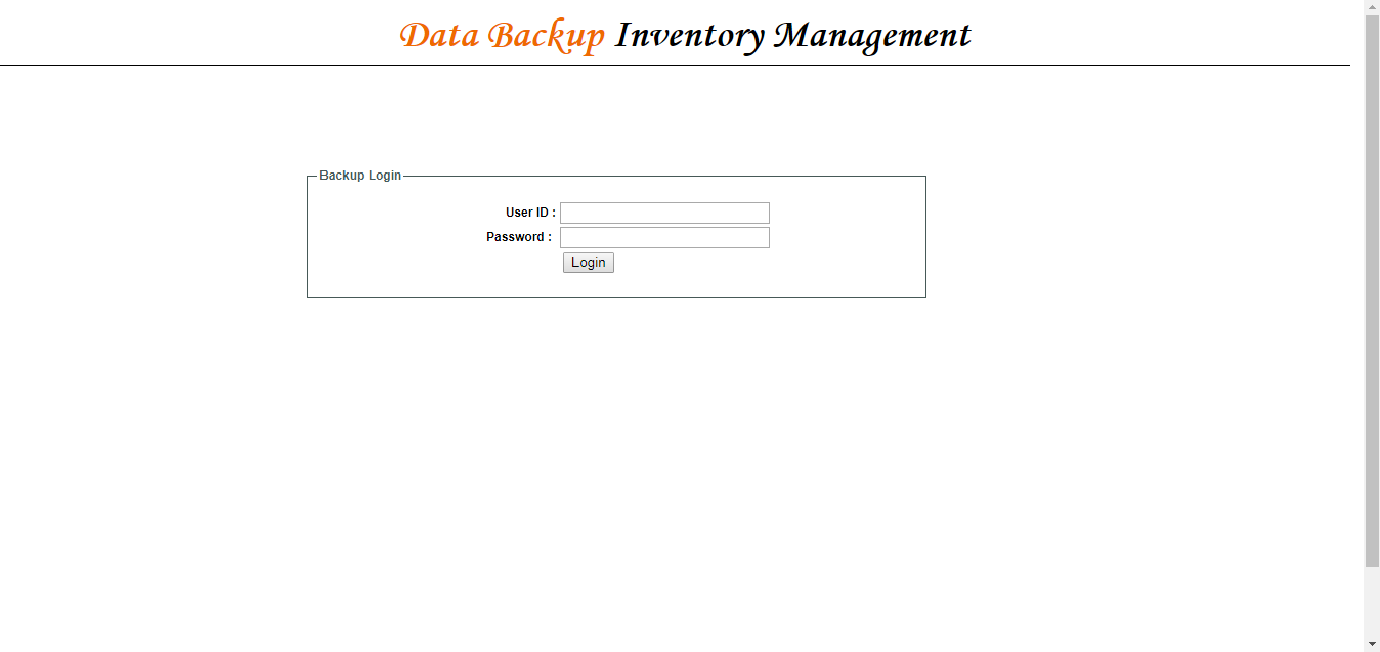 Data Backup Inventory Management
Backup Login
User ID :
Password :
Login